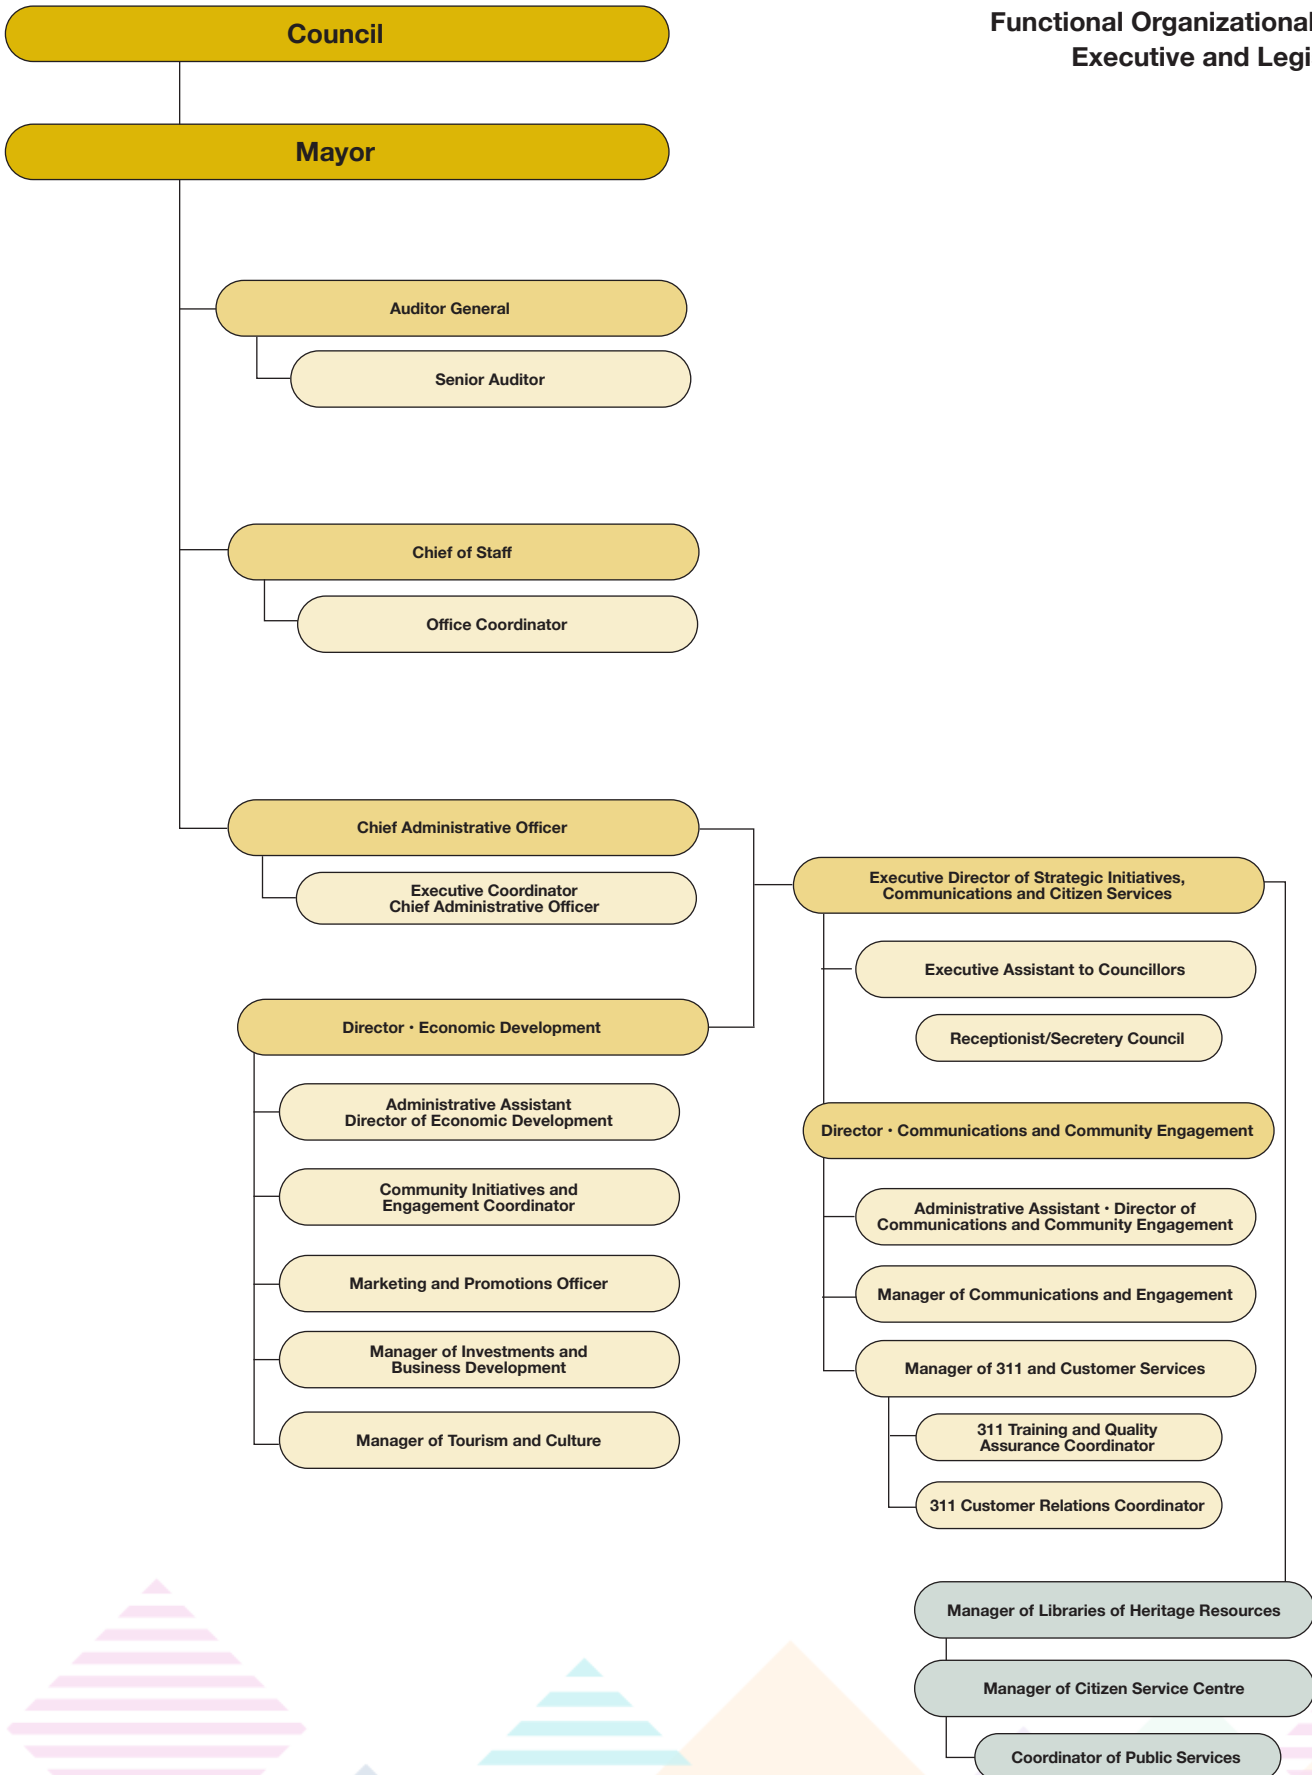 Functional Organizational
Executive and Legi
Council
Mayor
Auditor General
Senior Auditor
Chief of Staff
Office Coordinator
Chief Administrative Officer
Executive Coordinator
Chief Administrative Officer
Director · Economic Development
Administrative Assistant
Director of Economic Development
Community Initiatives and
Engagement Coordinator
Marketing and Promotions Officer
Manager of Investments and
Business Development
Manager of Tourism and Culture
Executive Director of Strategic Initiatives,
Communications and Citizen Services
Executive Assistant to Councillors
Receptionist/Secretery Council
Director · Communications and Community Engagement
Administrative Assistant · Director of
Communications and Community Engagement
Manager of Communications and Engagement
Manager of 311 and Customer Services
311 Training and Quality
Assurance Coordinator
311 Customer Relations Coordinator
Manager of Libraries of Heritage Resources
Manager of Citizen Service Centre
Coordinator of Public Services